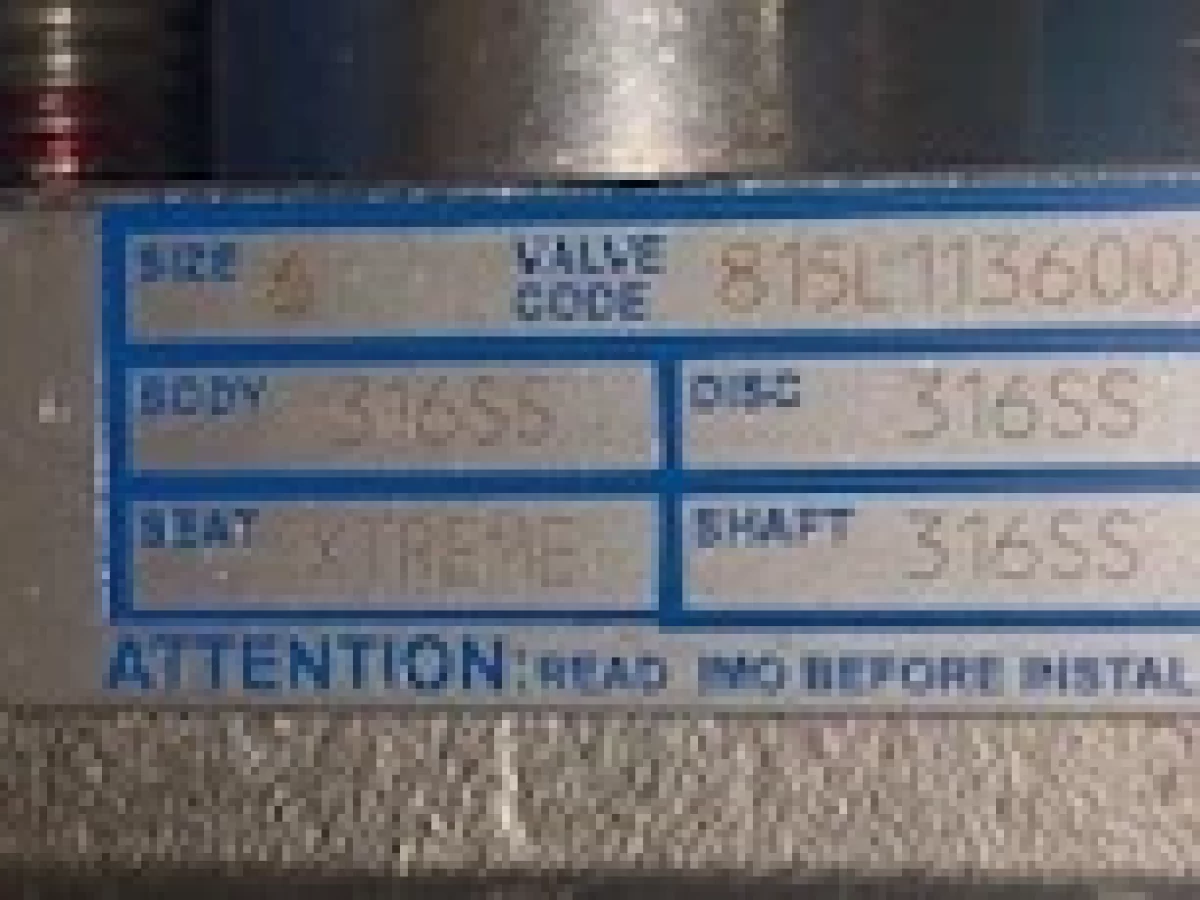 SIZE 6 VALVE CODE 815L113600
BODY 316SS DISC 316SS
SEAT XTREME SHAFT 316SS
ATTENTION: READ IMO BEFORE INSTAL